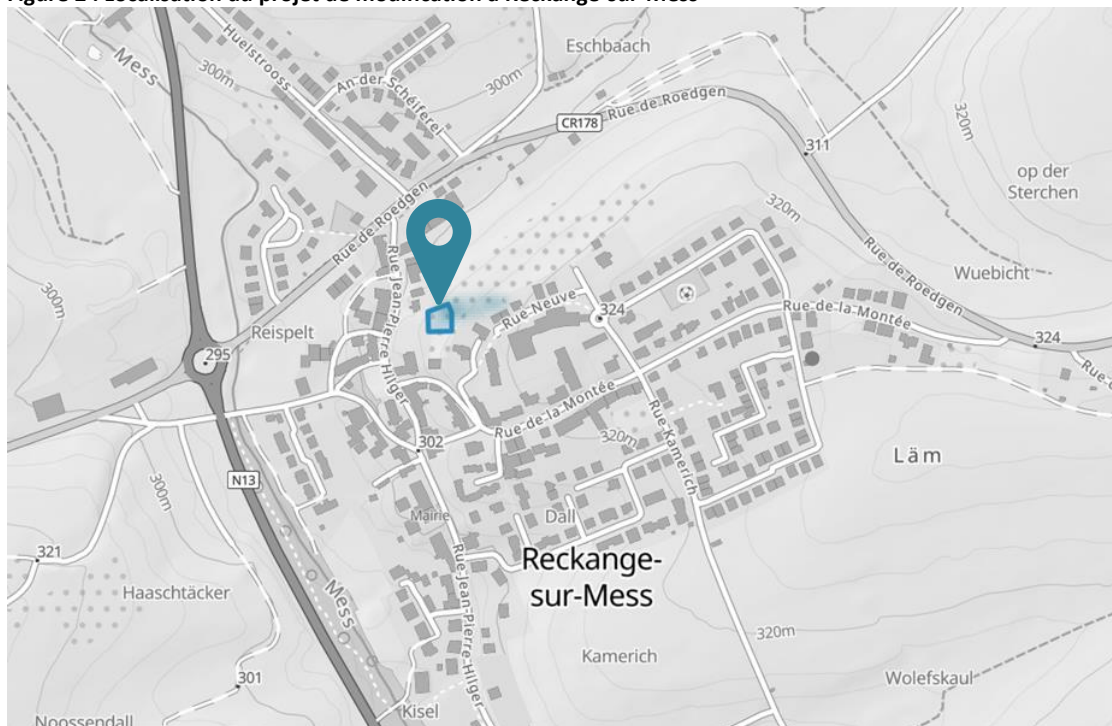 Figure 2 : Localisation du projet de modification à Reckange-sur-Mess
Mess
Huelstrooss
300m
An der Schéiferei
300m
Eschbaach
CR178
Rue de Roedgen
311
320m
op der
Sterchen
Rue de Roedgen
Rue Jean-Pierre Hilger
320m
Rue de Roedgen
Wuebicht
300m
Reispelt
295
Rue Neuve
324
Rue de la Montée
324
302
Rue de la Montée
Rue Kamerich
320m
Läm
N13
300m
Mairie
Dall
321
Haaschtäcker
Mess
Rue Jean-Pierre Hilger
Reckange-
sur-Mess
320m
Kamerich
301
Wolefskaul
Noossendall
Kisel